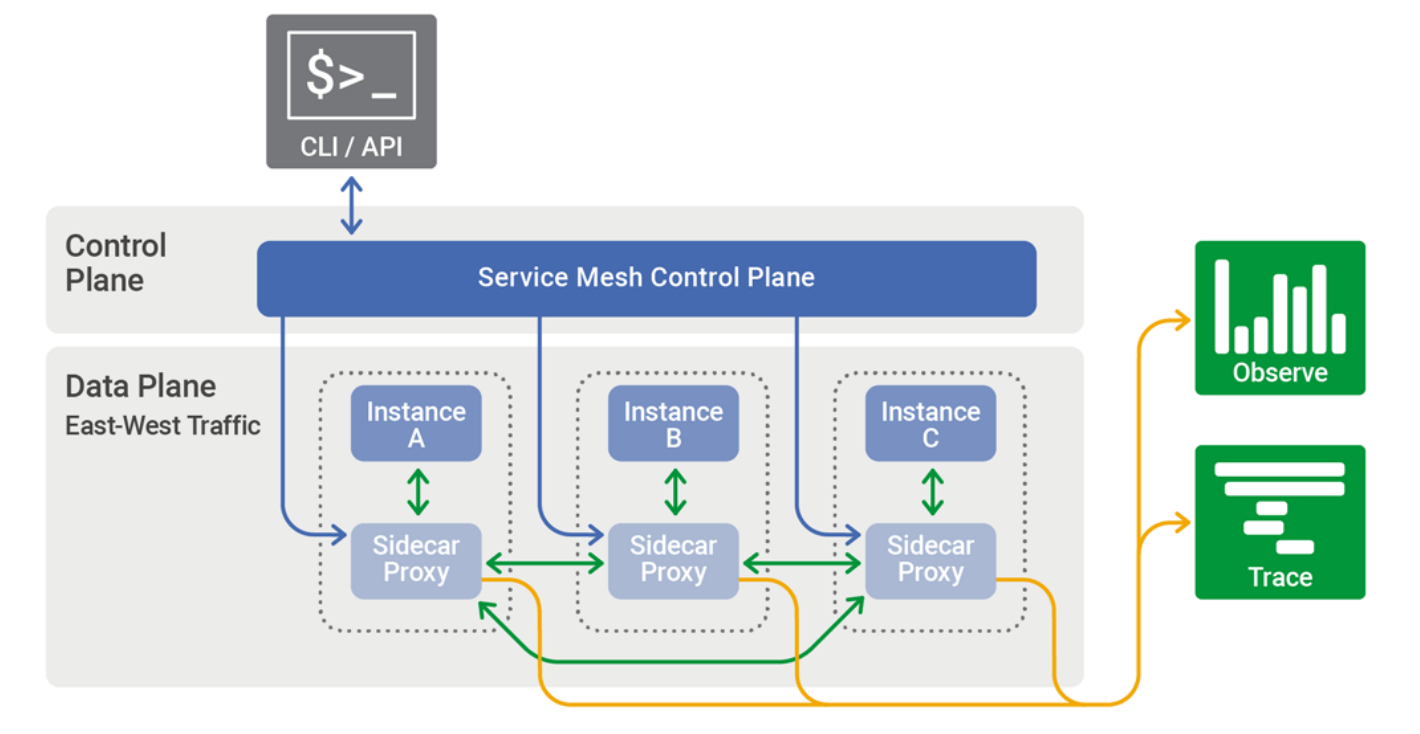 $>_
CLI / API
Control
Plane
Service Mesh Control Plane
Data Plane
East-West Traffic
Instance
A
Instance
B
Instance
C
Sidecar
Proxy
Sidecar
Proxy
Sidecar
Proxy
Observe
Trace